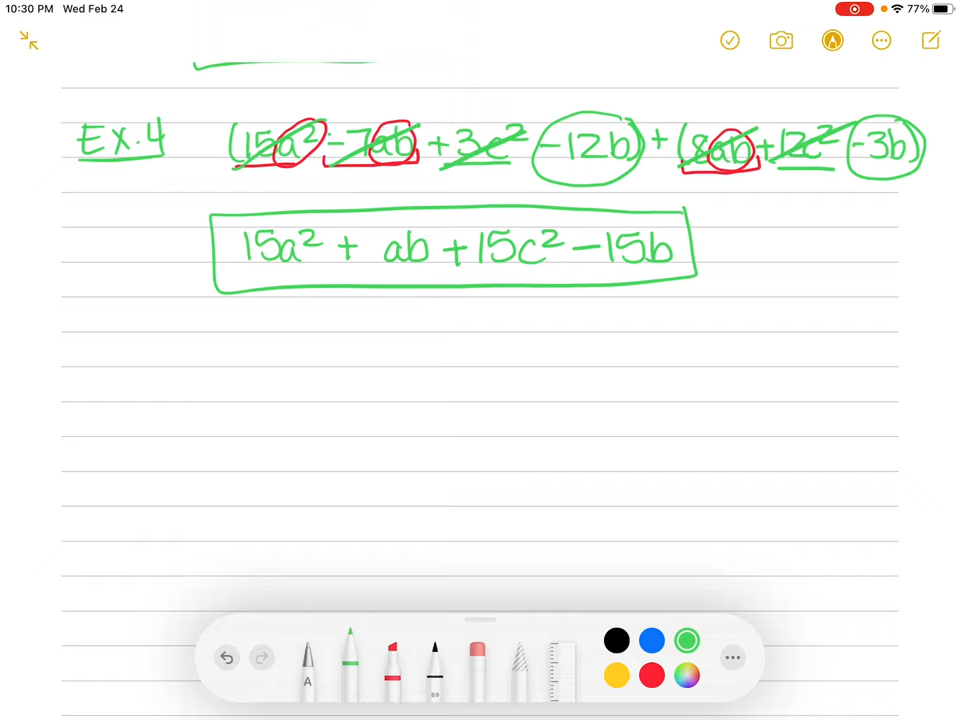 10:30 PM Wed Feb 24 77%
Ex.4 (15a² - 7ab + 3c² - 12b) + (8ab + 12c² - 3b)
15a² + ab + 15c² - 15b
A